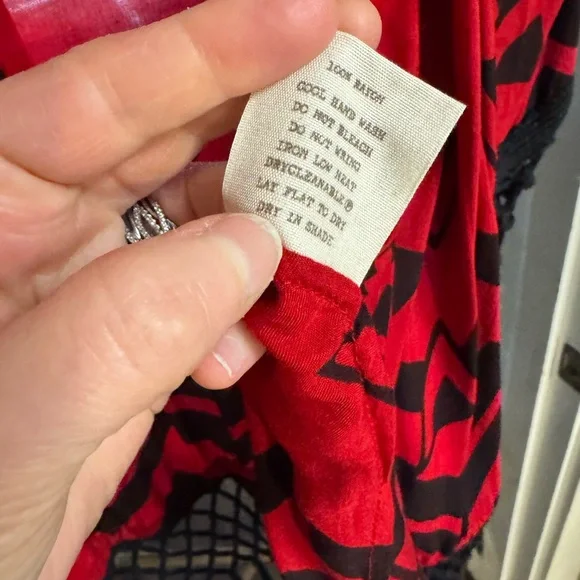 100% RAYON
COOL HAND WASH
DO NOT BLEACH
DO NOT WRING
IRON LOW HEAT
DRYCLEANABLE®
LAY FLAT TO DRY
DRY IN SHADE